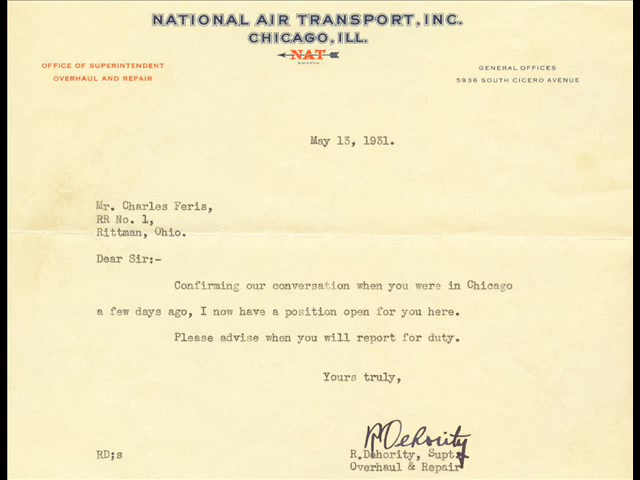 NATIONAL AIR TRANSPORT, INC.
CHICAGO, ILL.
NAT
OFFICE OF SUPERINTENDENT
OVERHAUL AND REPAIR
GENERAL OFFICES
5936 SOUTH CICERO AVENUE
May 13, 1931.
Mr. Charles Feris,
RR No. 1,
Rittman, Ohio.
Dear Sir:-
Confirming our conversation when you were in Chicago
a few days ago, I now have a position open for you here.
Please advise when you will report for duty.
Yours truly,
R Dehority
R.Dehority, Supt.
RD;s
Overhaul & Repair